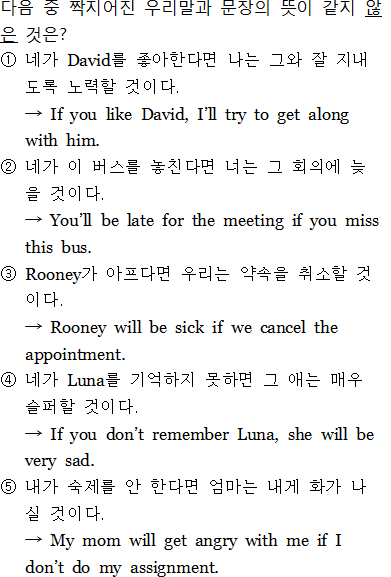 다음 중 짝지어진 우리말과 문장의 뜻이 같지 않
은 것은?
① 네가 David를 좋아한다면 나는 그와 잘 지내
도록 노력할 것이다.
→ If you like David, I’ll try to get along
with him.
② 네가 이 버스를 놓친다면 너는 그 회의에 늦
을 것이다.
→ You’ll be late for the meeting if you miss
this bus.
③ Rooney가 아프다면 우리는 약속을 취소할 것
이다.
→ Rooney will be sick if we cancel the
appointment.
④ 네가 Luna를 기억하지 못하면 그 애는 매우
슬퍼할 것이다.
→ If you don’t remember Luna, she will be
very sad.
⑤ 내가 숙제를 안 한다면 엄마는 내게 화가 나
실 것이다.
→ My mom will get angry with me if I
don’t do my assignment.